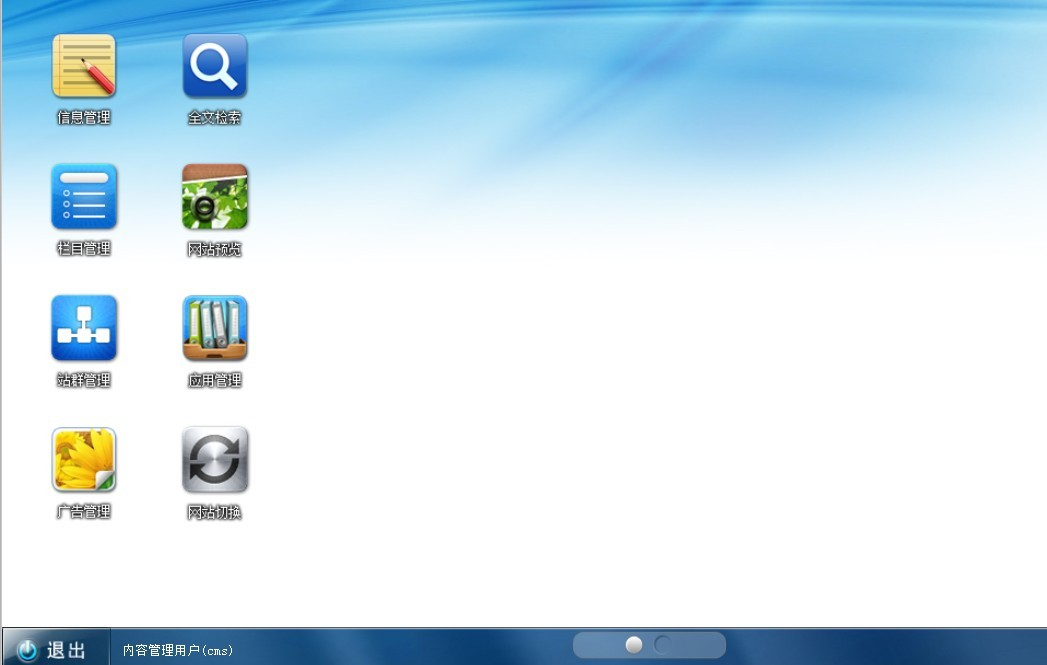 信息管理
全文检索
栏目管理
网站预览
站群管理
应用管理
广告管理
网站切换
退出
内容管理用户(cms)